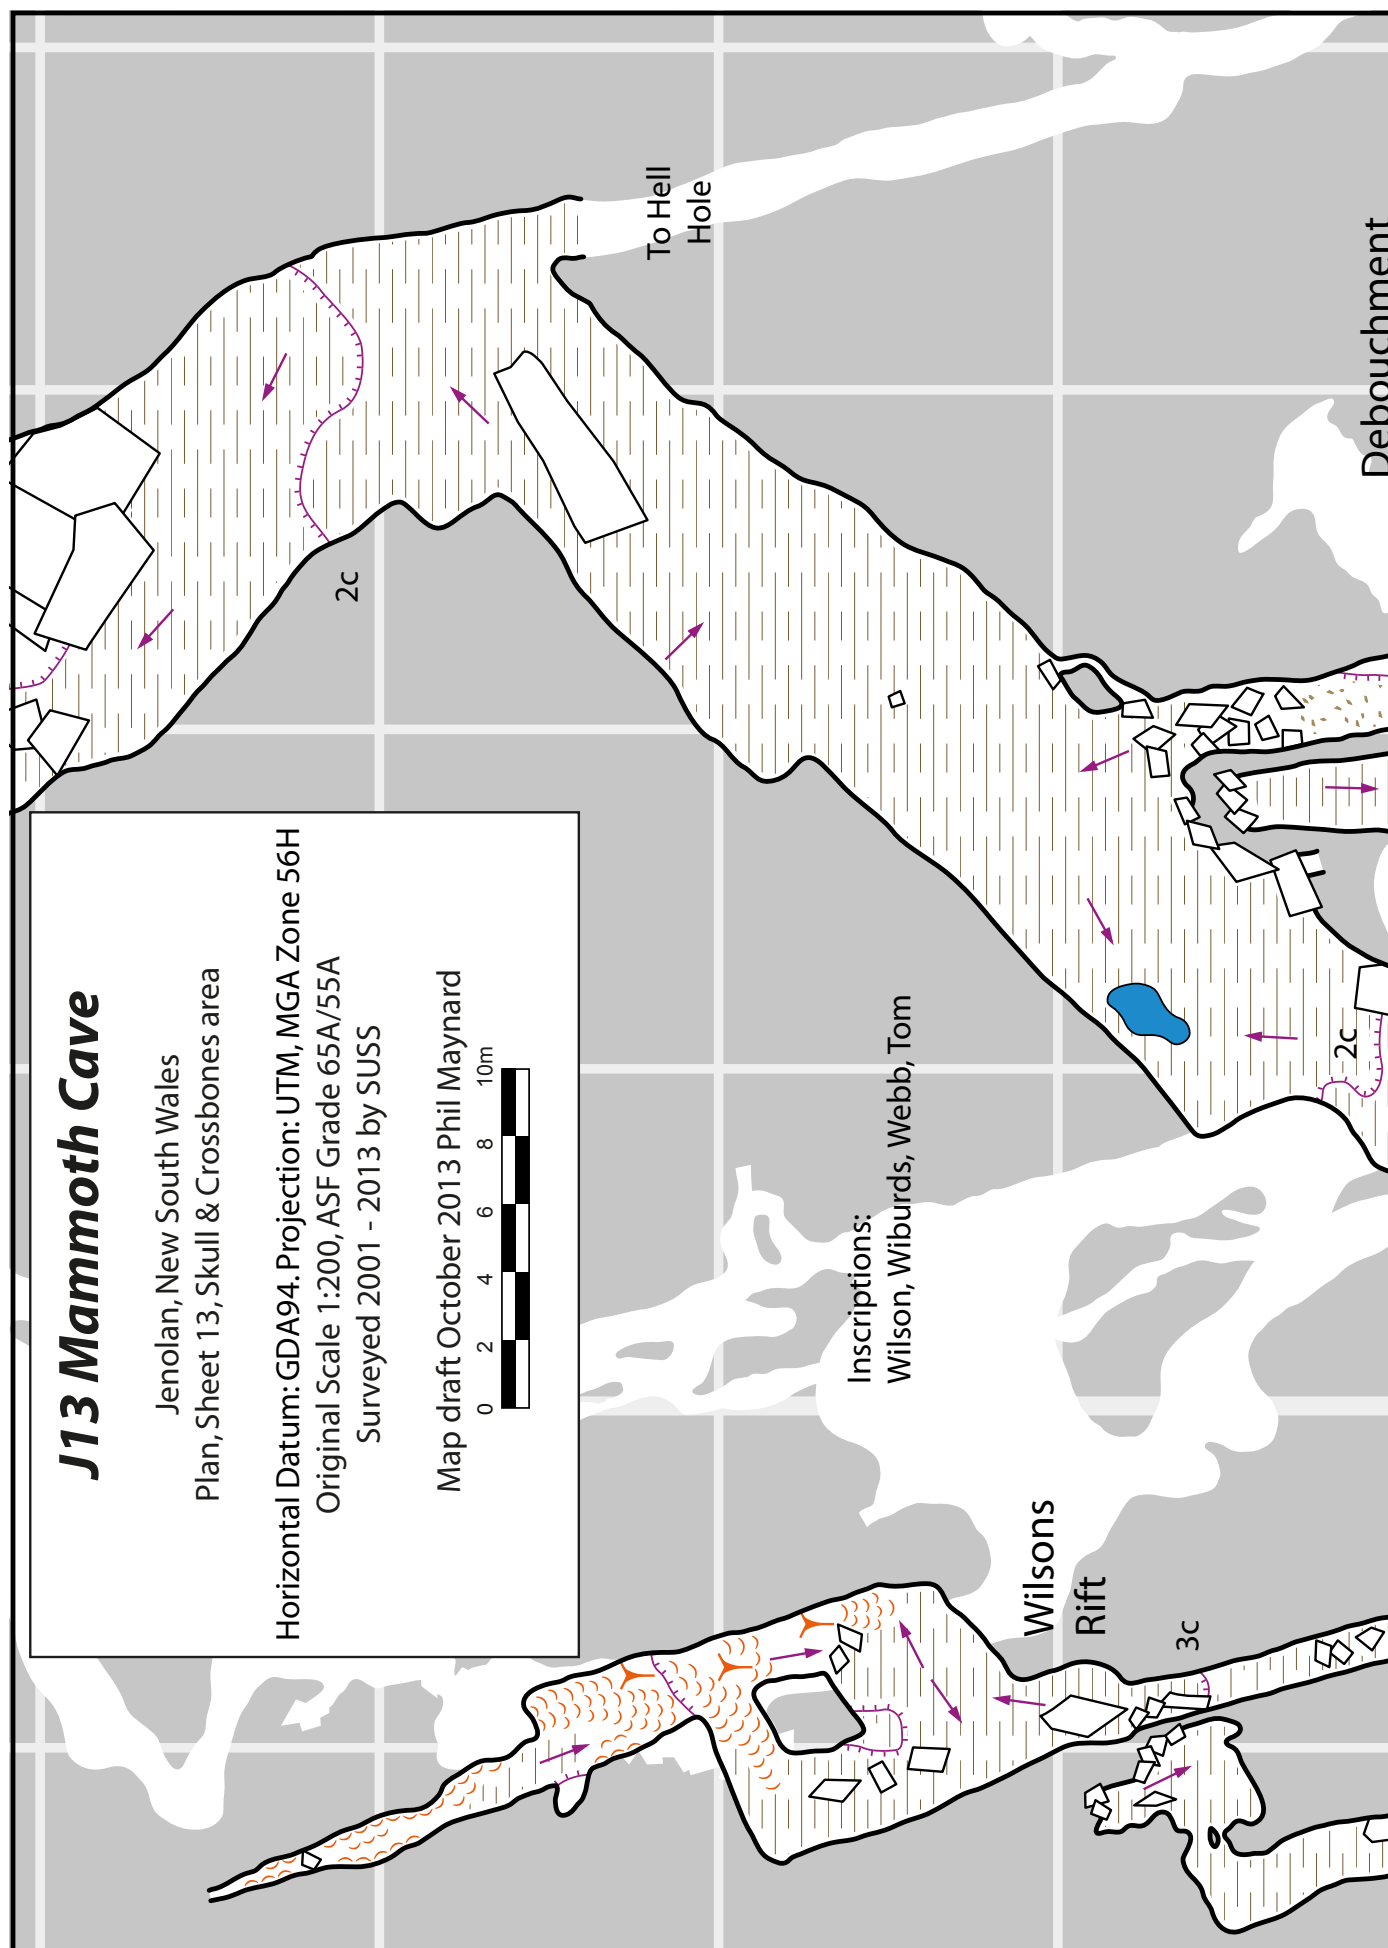 J13 Mammoth Cave
Jenolan, New South Wales
Plan, Sheet 13, Skull & Crossbones area
Horizontal Datum: GDA94. Projection: UTM, MGA Zone 56H
Original Scale 1:200, ASF Grade 65A/55A
Surveyed 2001 - 2013 by SUSS
Map draft October 2013 Phil Maynard
0 2 4 6 8 10m
2c
To Hell
Hole
Inscriptions:
Wilson, Wiburds, Webb, Tom
Wilsons
Rift
3c
2c
Debouchment